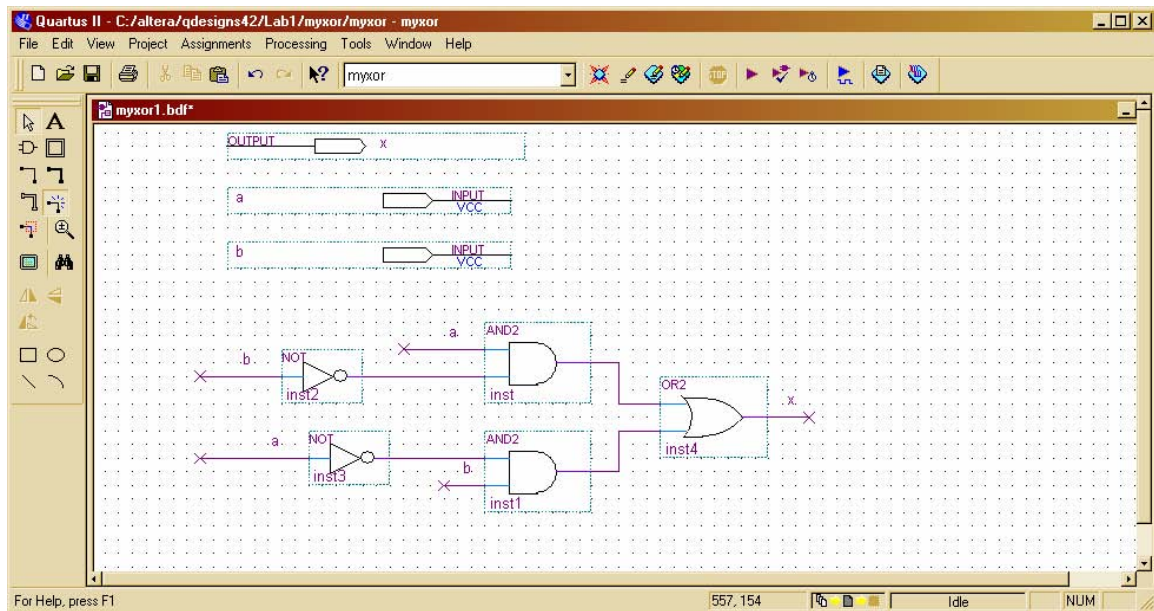 Quartus II - C:/altera/qdesigns42/Lab1/myxor/myxor - myxor
File Edit View Project Assignments Processing Tools Window Help
myxor
STOP
myxor1.bdf*
A
OUTPUT
x
a
INPUT
VCC
b
INPUT
VCC
a.
AND2
.b.
NOT
inst2
inst
OR2
x.
inst4
.a.
NOT
inst3
AND2
b.
inst1
For Help, press F1
557, 154
Idle
NUM